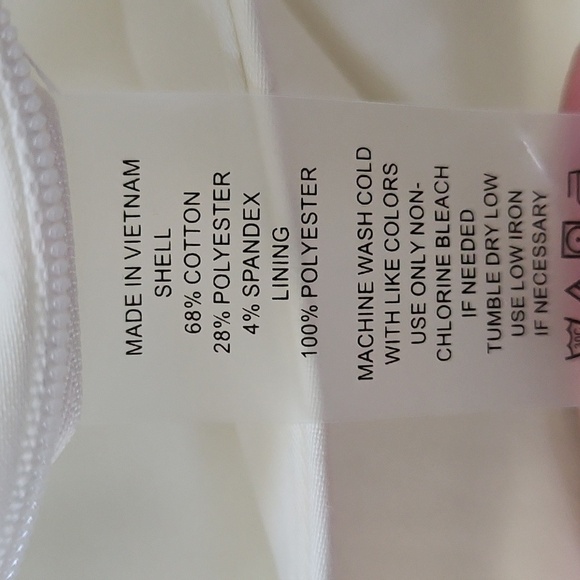 MADE IN VIETNAM
SHELL
68% COTTON
28% POLYESTER
4% SPANDEX
LINING
100% POLYESTER
MACHINE WASH COLD
WITH LIKE COLORS
USE ONLY NON-
CHLORINE BLEACH
IF NEEDED
TUMBLE DRY LOW
USE LOW IRON
IF NECESSARY